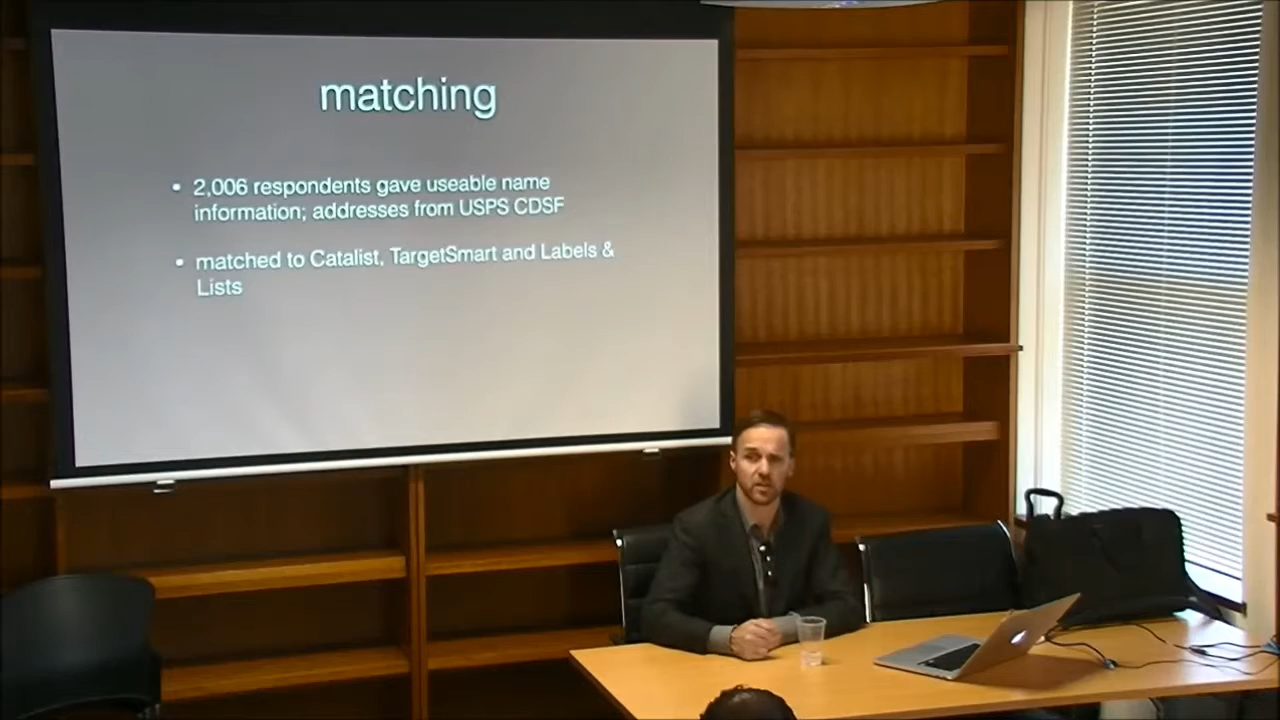 matching
• 2,006 respondents gave useable name
information; addresses from USPS CDSF
• matched to Catalist, TargetSmart and Labels &
Lists